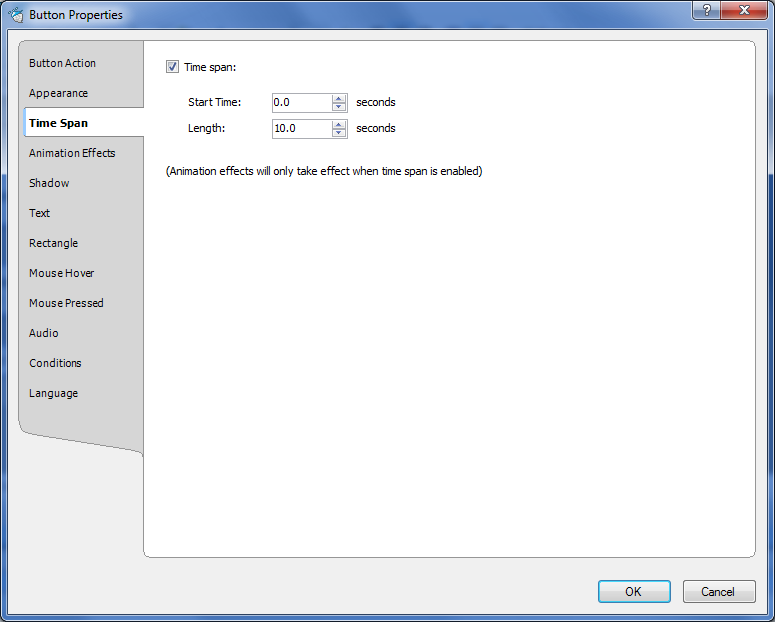 Button Properties
?
Button Action
Appearance
Time Span
Animation Effects
Shadow
Text
Rectangle
Mouse Hover
Mouse Pressed
Audio
Conditions
Language
Time span:
Start Time: 0.0 seconds
Length: 10.0 seconds
(Animation effects will only take effect when time span is enabled)
OK Cancel